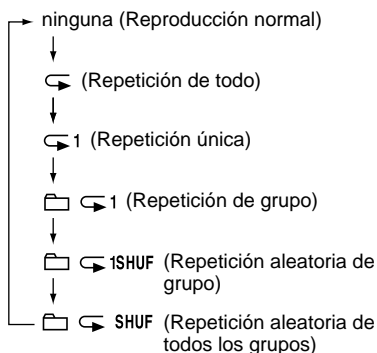 ninguna (Reproducción normal)
(Repetición de todo)
1 (Repetición única)
1 (Repetición de grupo)
1SHUF (Repetición aleatoria de
grupo)
SHUF (Repetición aleatoria de
todos los grupos)